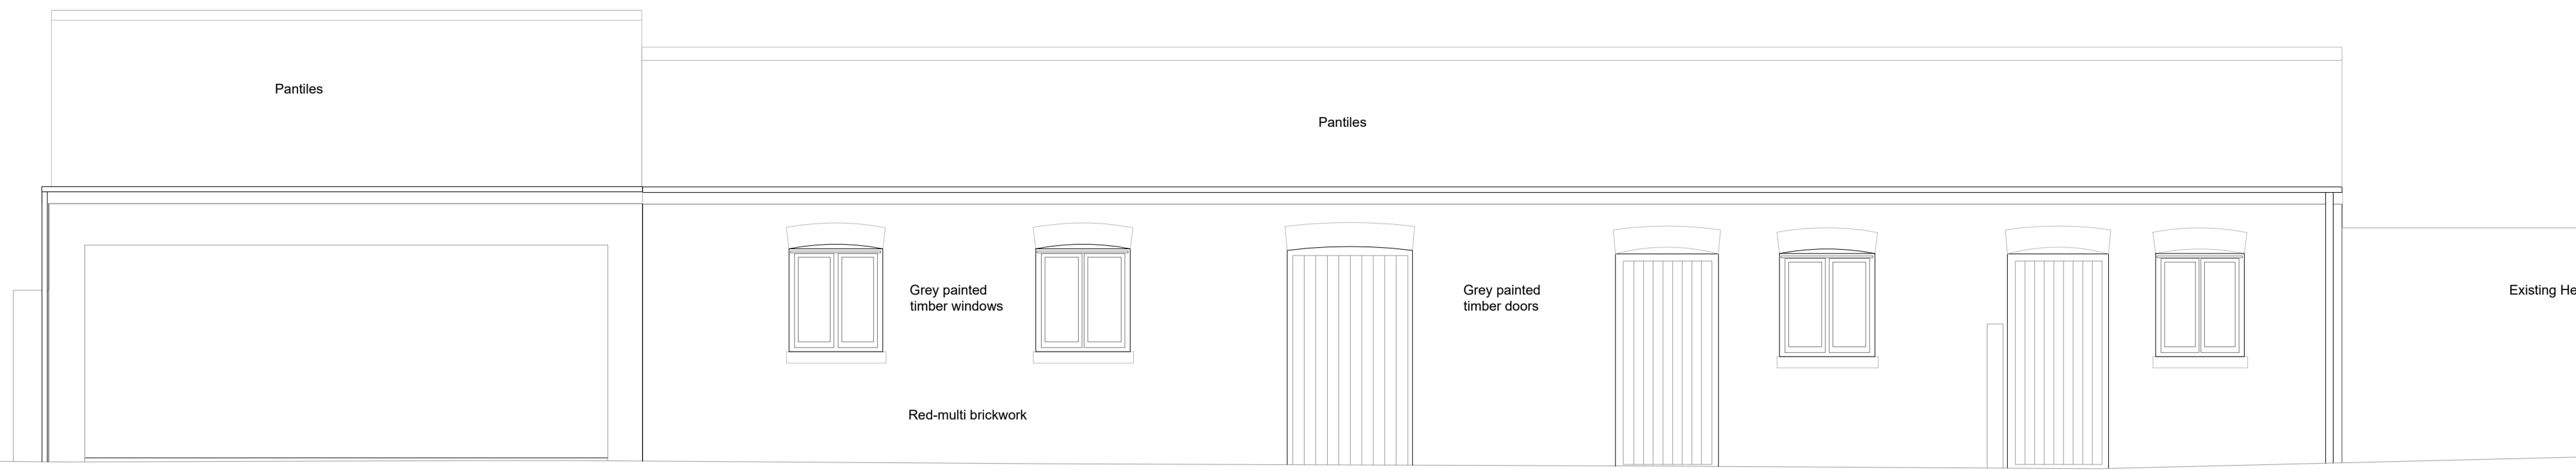 Pantiles
Pantiles
Grey painted
timber windows
Grey painted
timber doors
Existing He
Red-multi brickwork